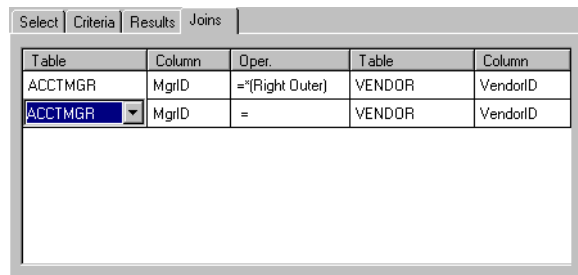 Select Criteria Results Joins
Table Column Oper. Table Column
ACCTMGR MgrID =*(Right Outer) VENDOR VendorID
ACCTMGR MgrID = VENDOR VendorID